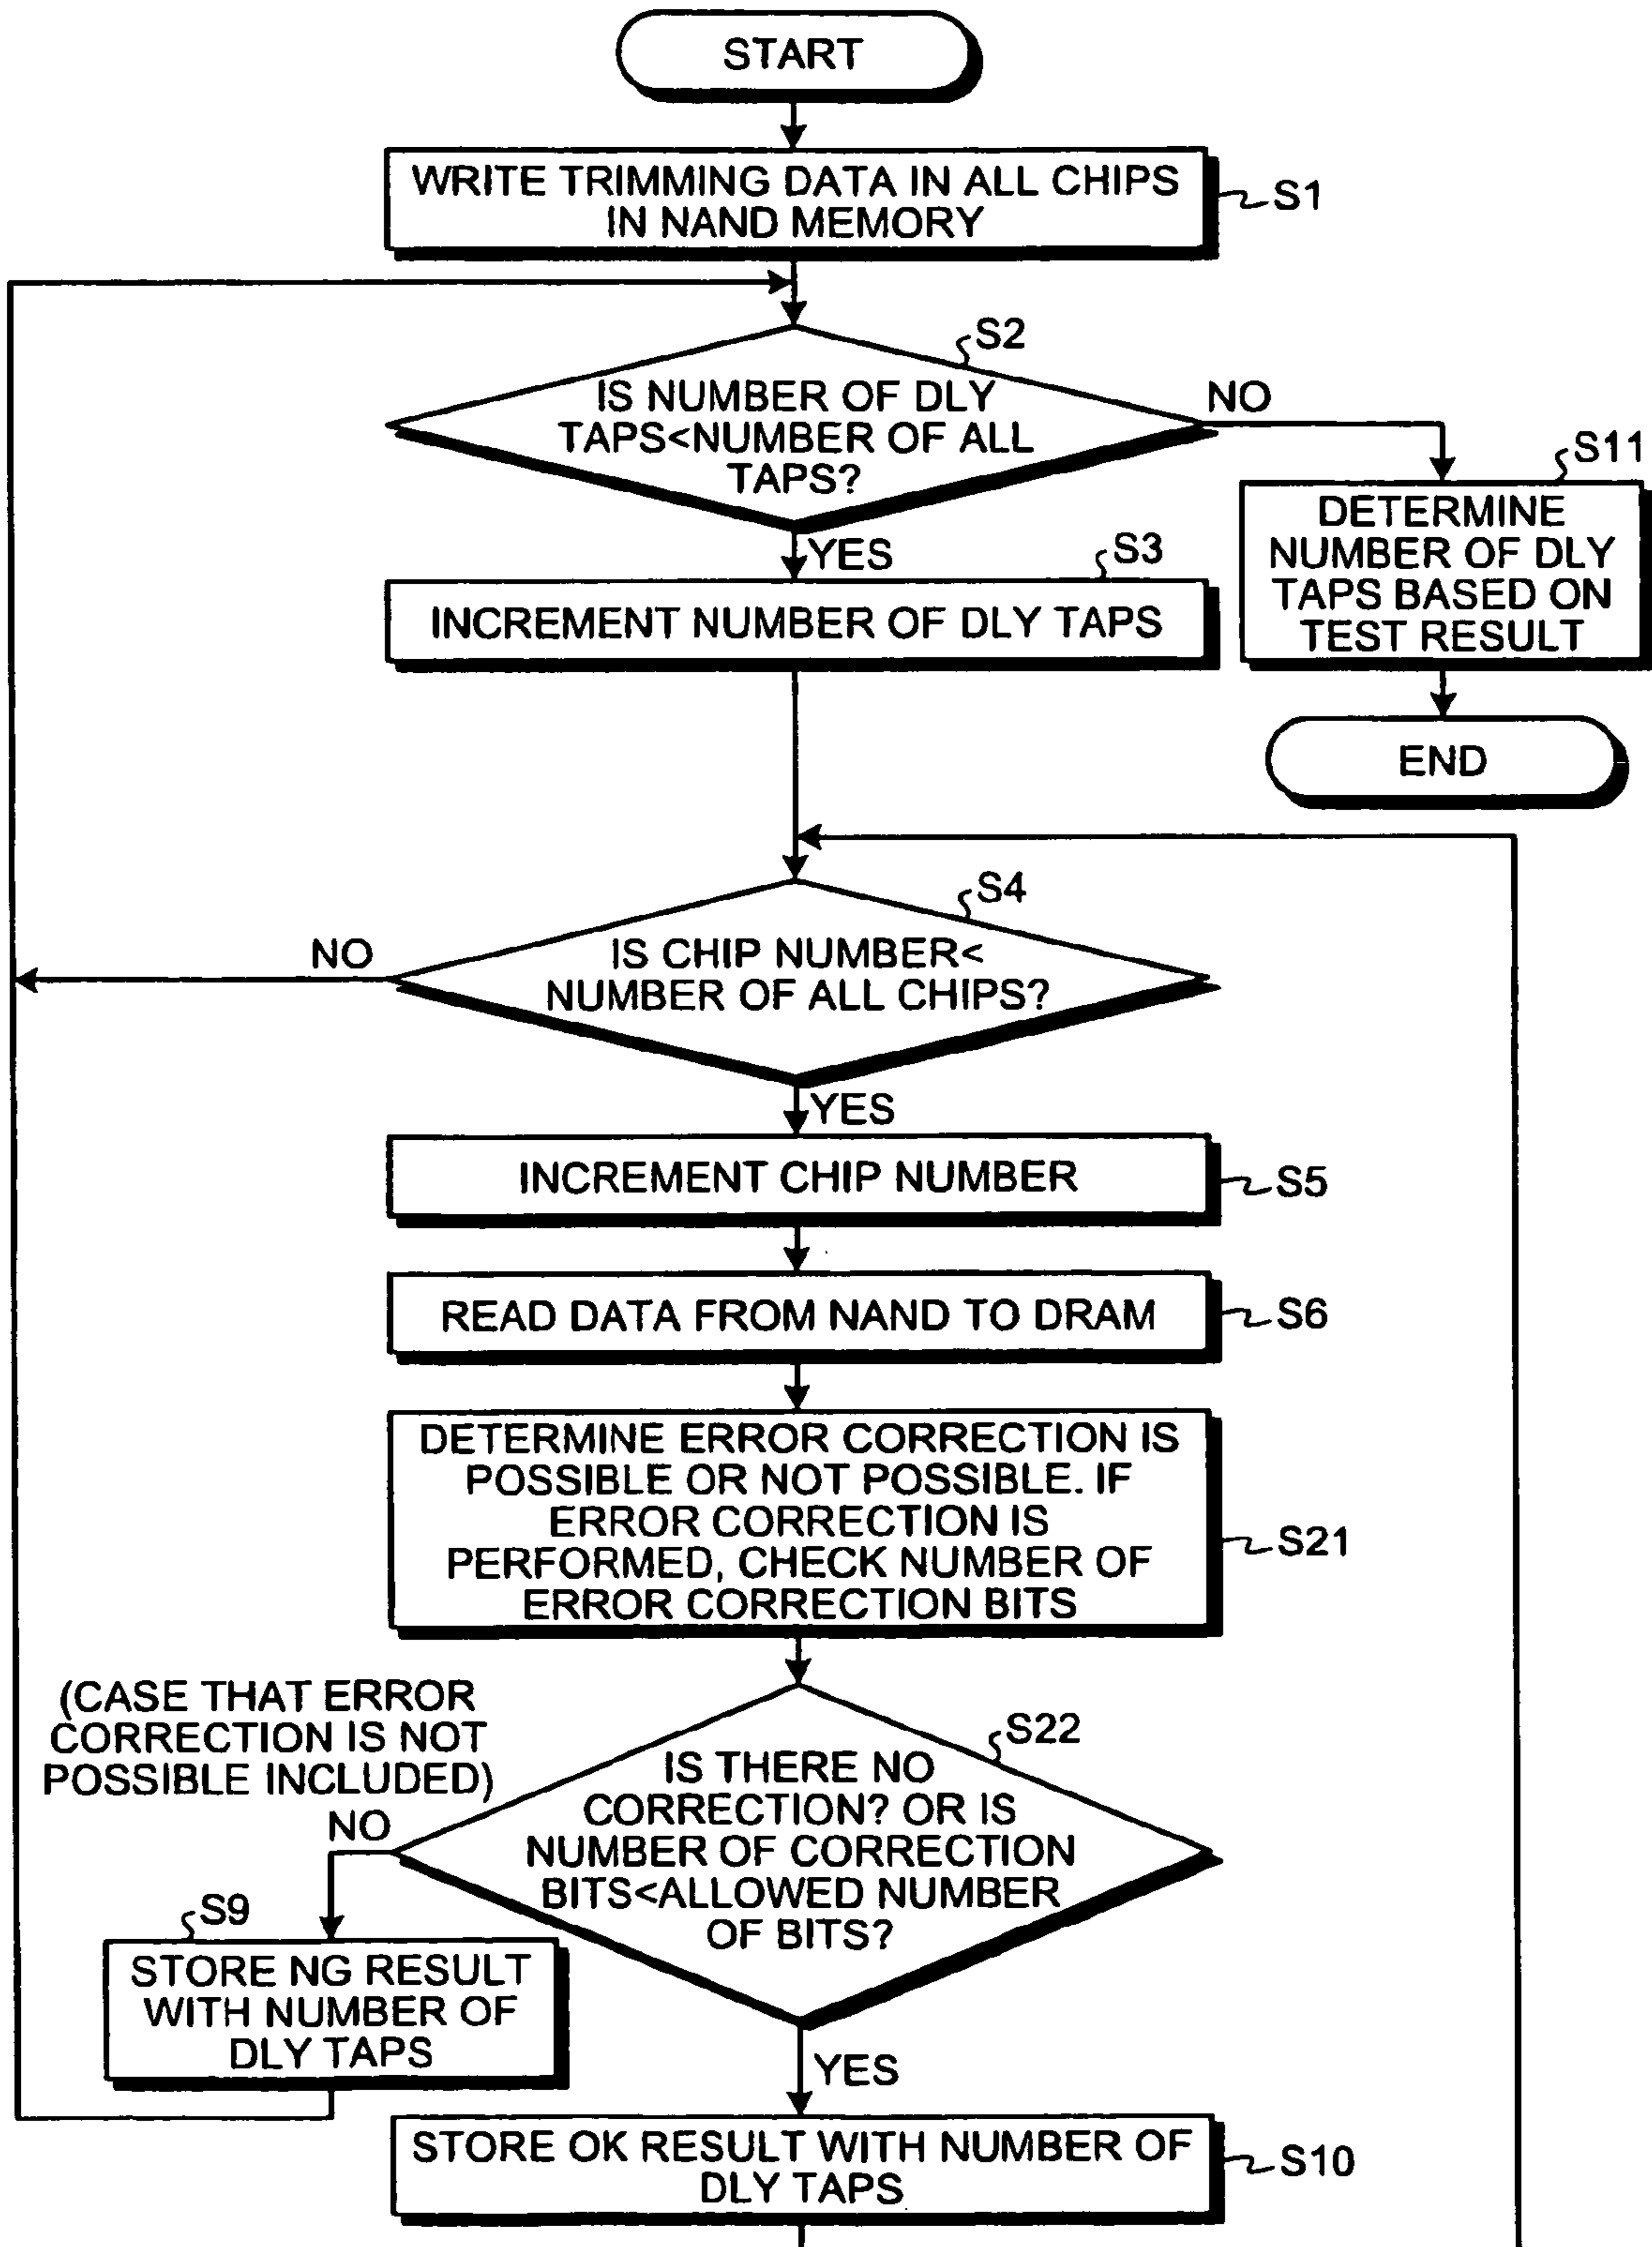 START
WRITE TRIMMING DATA IN ALL CHIPS
IN NAND MEMORY
S1
S2
IS NUMBER OF DLY
TAPS<NUMBER OF ALL
TAPS?
NO
S11
DETERMINE
NUMBER OF DLY
TAPS BASED ON
TEST RESULT
END
YES
S3
INCREMENT NUMBER OF DLY TAPS
S4
IS CHIP NUMBER<
NUMBER OF ALL CHIPS?
NO
YES
INCREMENT CHIP NUMBER
S5
READ DATA FROM NAND TO DRAM
S6
DETERMINE ERROR CORRECTION IS
POSSIBLE OR NOT POSSIBLE. IF
ERROR CORRECTION IS
PERFORMED, CHECK NUMBER OF
ERROR CORRECTION BITS
S21
(CASE THAT ERROR
CORRECTION IS NOT
POSSIBLE INCLUDED)
NO
S22
IS THERE NO
CORRECTION? OR IS
NUMBER OF CORRECTION
BITS<ALLOWED NUMBER
OF BITS?
S9
STORE NG RESULT
WITH NUMBER OF
DLY TAPS
YES
STORE OK RESULT WITH NUMBER OF
DLY TAPS
S10